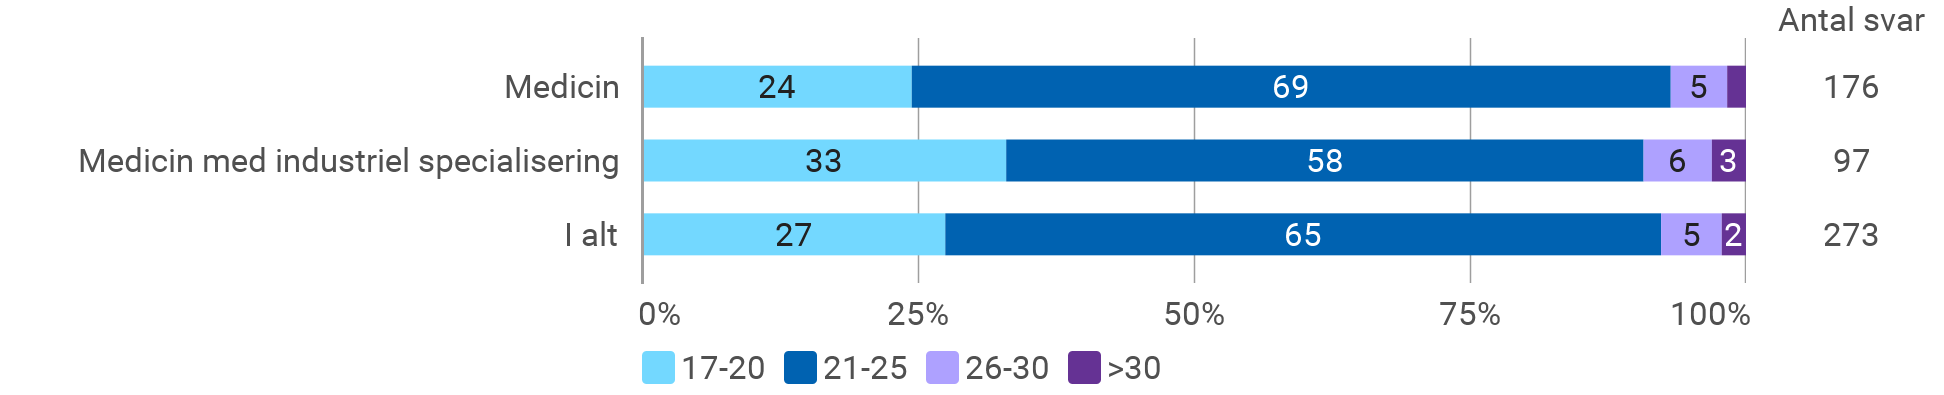 Antal svar
Medicin 24 69 5 176
Medicin med industriel specialisering 33 58 6 3 97
I alt 27 65 5 2 273
0% 25% 50% 75% 100%
17-20 21-25 26-30 >30